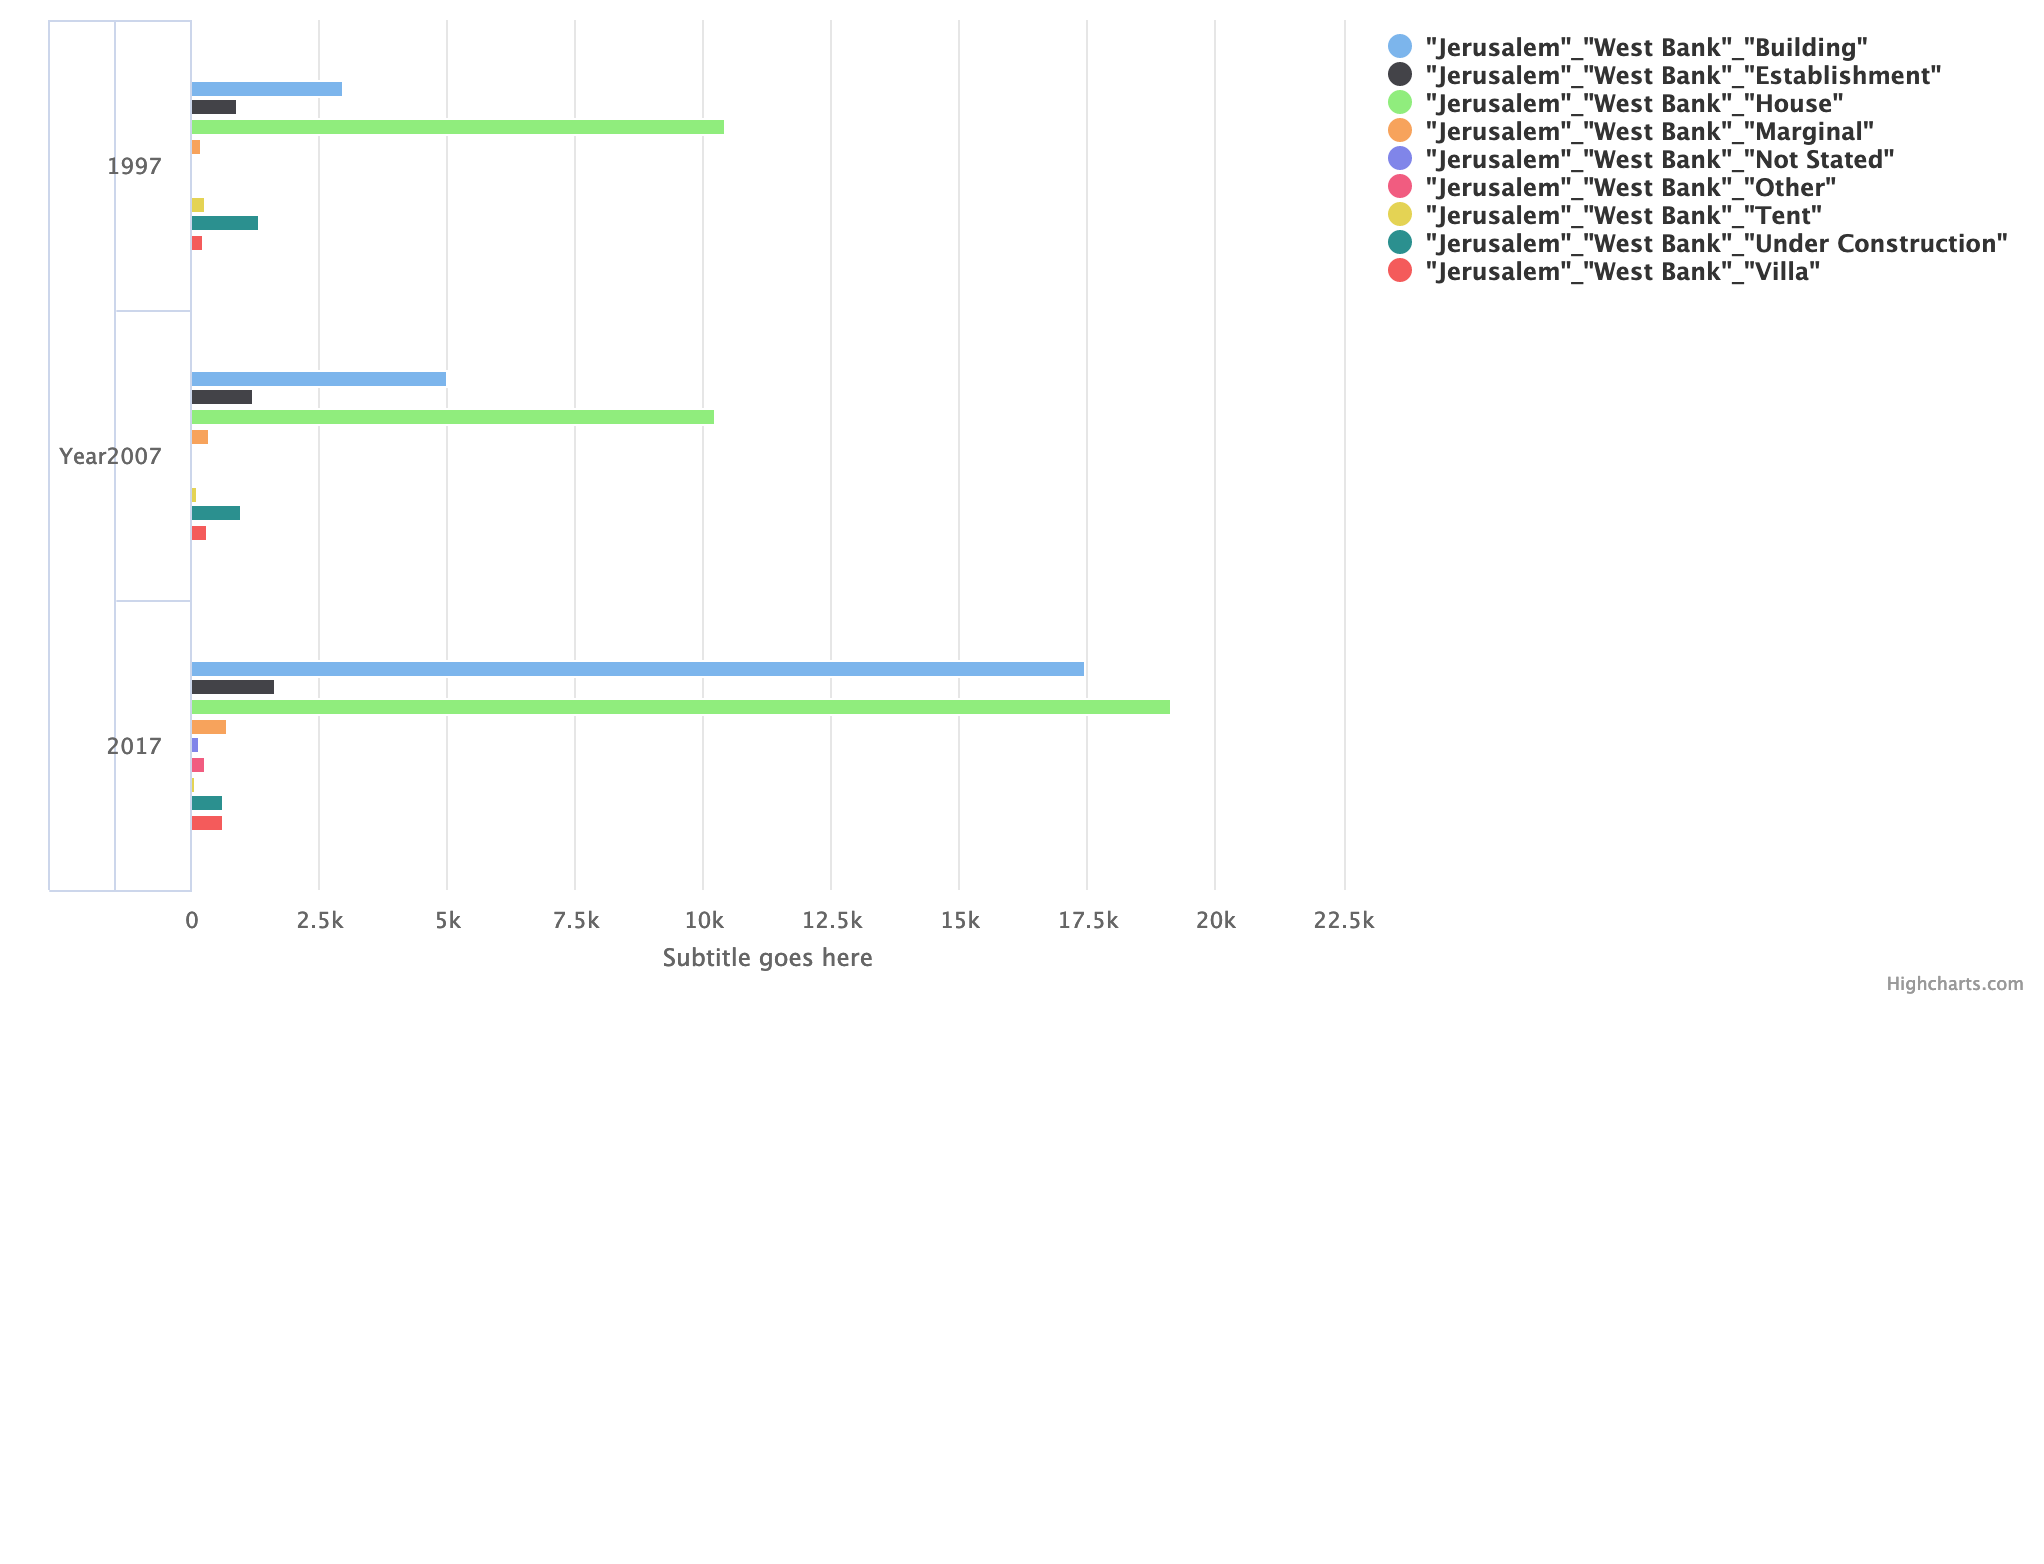 "Jerusalem"_"West Bank"_"Building"
"Jerusalem"_"West Bank"_"Establishment"
"Jerusalem"_"West Bank"_"House"
"Jerusalem"_"West Bank"_"Marginal"
"Jerusalem"_"West Bank"_"Not Stated"
"Jerusalem"_"West Bank"_"Other"
"Jerusalem"_"West Bank"_"Tent"
"Jerusalem"_"West Bank"_"Under Construction"
"Jerusalem"_"West Bank"_"Villa"
1997
Year
2007
2017
0 2.5k 5k 7.5k 10k 12.5k 15k 17.5k 20k 22.5k
Subtitle goes here
Highcharts.com